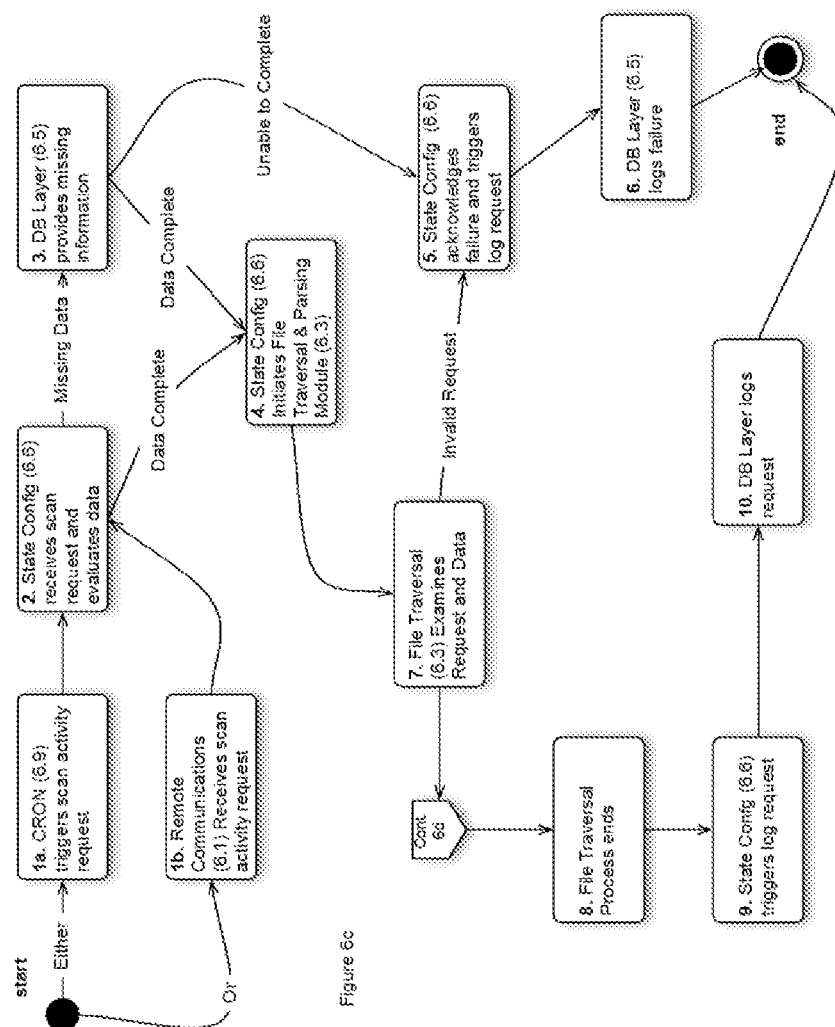 start
Either
Or
1a. CRON (6.9)
triggers scan activity
request
1b. Remote
Communications
(6.1) Receives scan
activity request
2. State Config (6.6)
receives scan
request and
evaluates data
Missing Data
3. DB Layer (6.5)
provides missing
information
Data Complete
Data Complete
Unable to Complete
4. State Config (6.6)
Initiates File
Traversal & Parsing
Module (6.3)
5. State Config (6.6)
acknowledges
failure and triggers
log request
6. DB Layer (6.5)
logs failure
Invalid Request
7. File Traversal
(6.3) Examines
Request and Data
Cont.
6d
8. File Traversal
Process ends
9. State Config (6.6)
triggers log request
10. DB Layer logs
request
end
Figure 6c